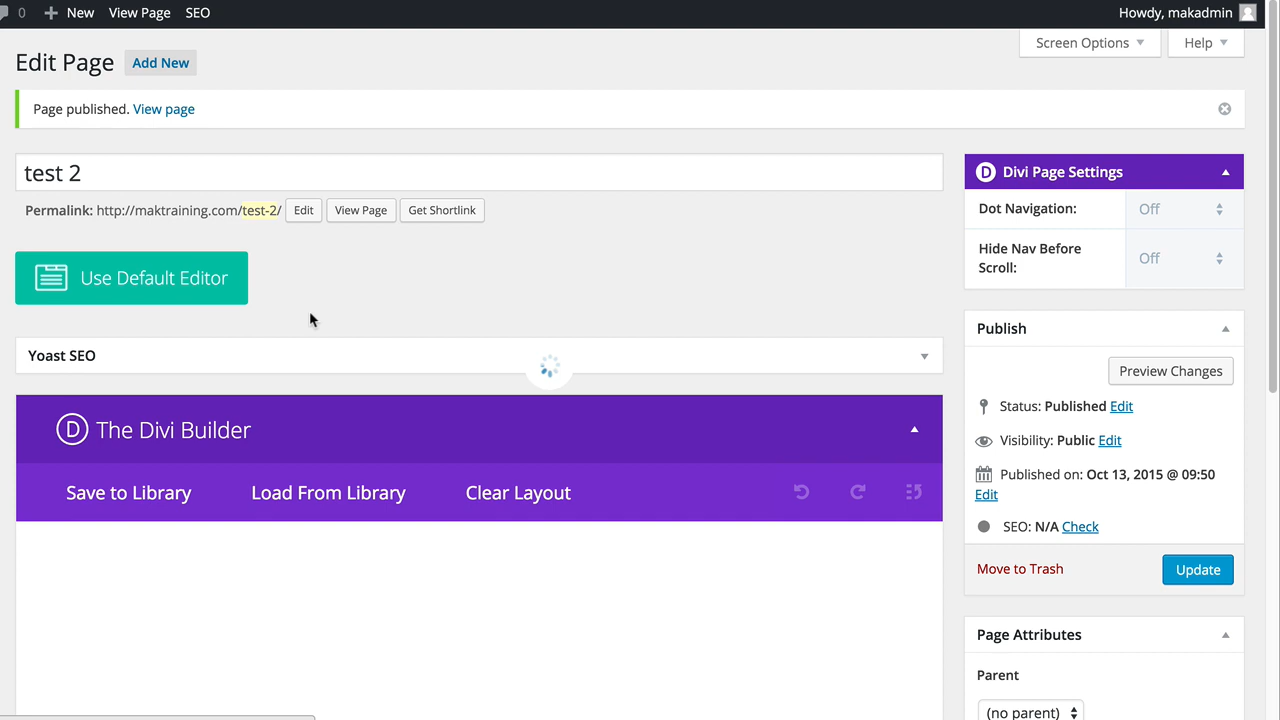 0 New View Page SEO Howdy, makadmin
Screen Options Help
Edit Page Add New
Page published. View page
test 2
Permalink: http://maktraining.com/test-2/ Edit View Page Get Shortlink
Use Default Editor
Yoast SEO
D The Divi Builder
Save to Library Load From Library Clear Layout
D Divi Page Settings
Dot Navigation: Off
Hide Nav Before Off
Scroll:
Publish
Preview Changes
Status: Published Edit
Visibility: Public Edit
Published on: Oct 13, 2015 @ 09:50
Edit
SEO: N/A Check
Move to Trash Update
Page Attributes
Parent
(no parent)